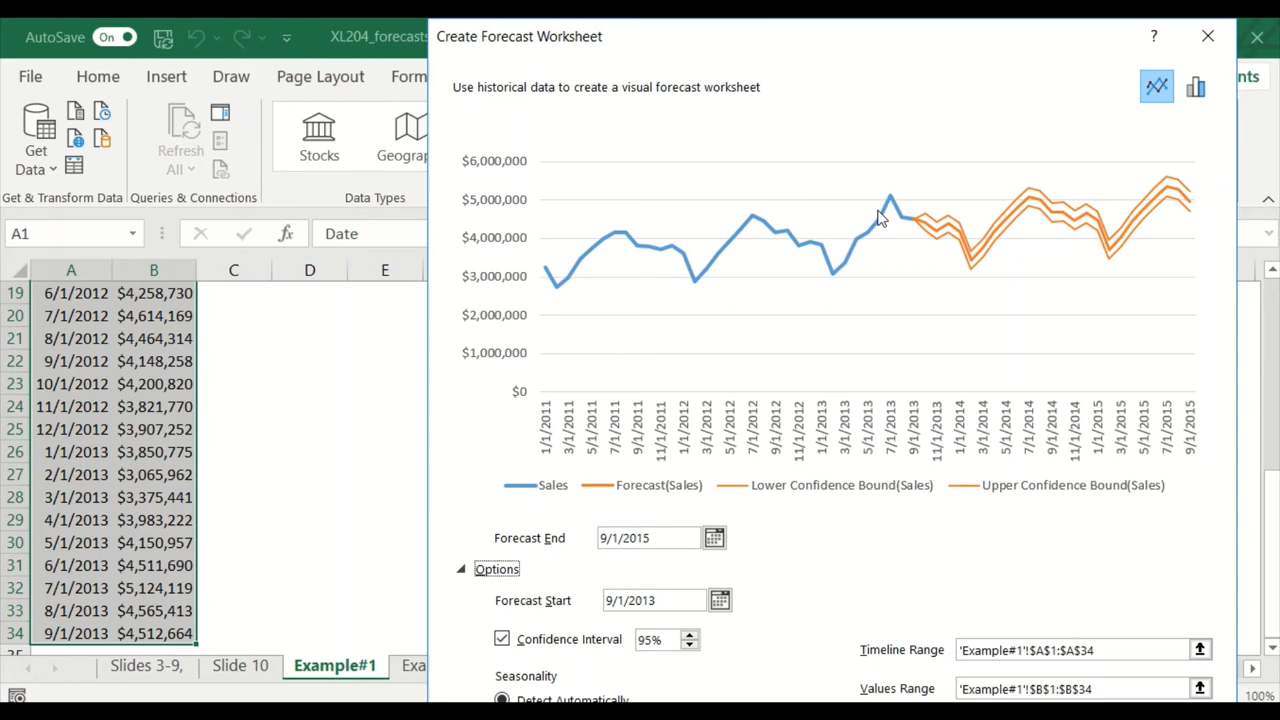 AutoSave On XL204_forecasts
Create Forecast Worksheet ?
File Home Insert Draw Page Layout Form nts
Use historical data to create a visual forecast worksheet
Get Data
Refresh All
Stocks
Geograp
Get & Transform Data
Queries & Connections
Data Types
A1 fx Date
A B C D E
19 6/1/2012 $4,258,730
20 7/1/2012 $4,614,169
21 8/1/2012 $4,464,314
22 9/1/2012 $4,148,258
23 10/1/2012 $4,200,820
24 11/1/2012 $3,821,770
25 12/1/2012 $3,907,252
26 1/1/2013 $3,850,775
27 2/1/2013 $3,065,962
28 3/1/2013 $3,375,441
29 4/1/2013 $3,983,222
30 5/1/2013 $4,150,957
31 6/1/2013 $4,511,690
32 7/1/2013 $5,124,119
33 8/1/2013 $4,565,413
34 9/1/2013 $4,512,664
Slides 3-9, Slide 10 Example#1 Exa
$6,000,000
$5,000,000
$4,000,000
$3,000,000
$2,000,000
$1,000,000
$0
1/1/2011 3/1/2011 5/1/2011 7/1/2011 9/1/2011 11/1/2011 1/1/2012 3/1/2012 5/1/2012 7/1/2012 9/1/2012 11/1/2012 1/1/2013 3/1/2013 5/1/2013 7/1/2013 9/1/2013 11/1/2013 1/1/2014 3/1/2014 5/1/2014 7/1/2014 9/1/2014 11/1/2014 1/1/2015 3/1/2015 5/1/2015 7/1/2015 9/1/2015
Sales Forecast(Sales) Lower Confidence Bound(Sales) Upper Confidence Bound(Sales)
Forecast End 9/1/2015
Options
Forecast Start 9/1/2013
Confidence Interval 95%
Seasonality
Detect Automatically
Timeline Range 'Example#1'!$A$1:$A$34
Values Range 'Example#1'!$B$1:$B$34
100%